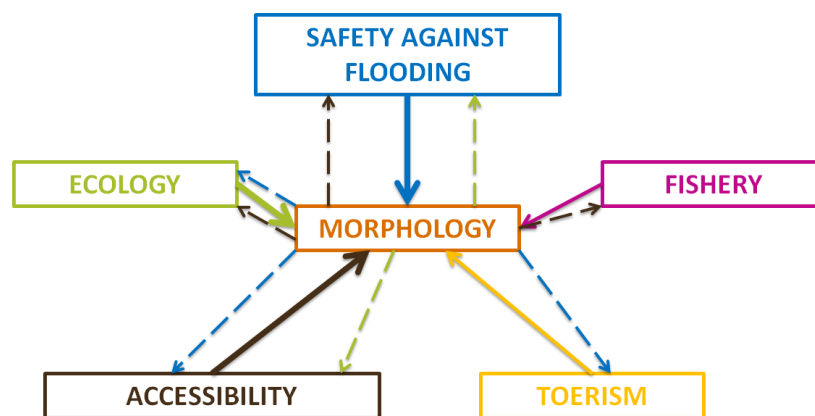 SAFETY AGAINST
FLOODING
ECOLOGY
FISHERY
MORPHOLOGY
ACCESSIBILITY
TOERISM